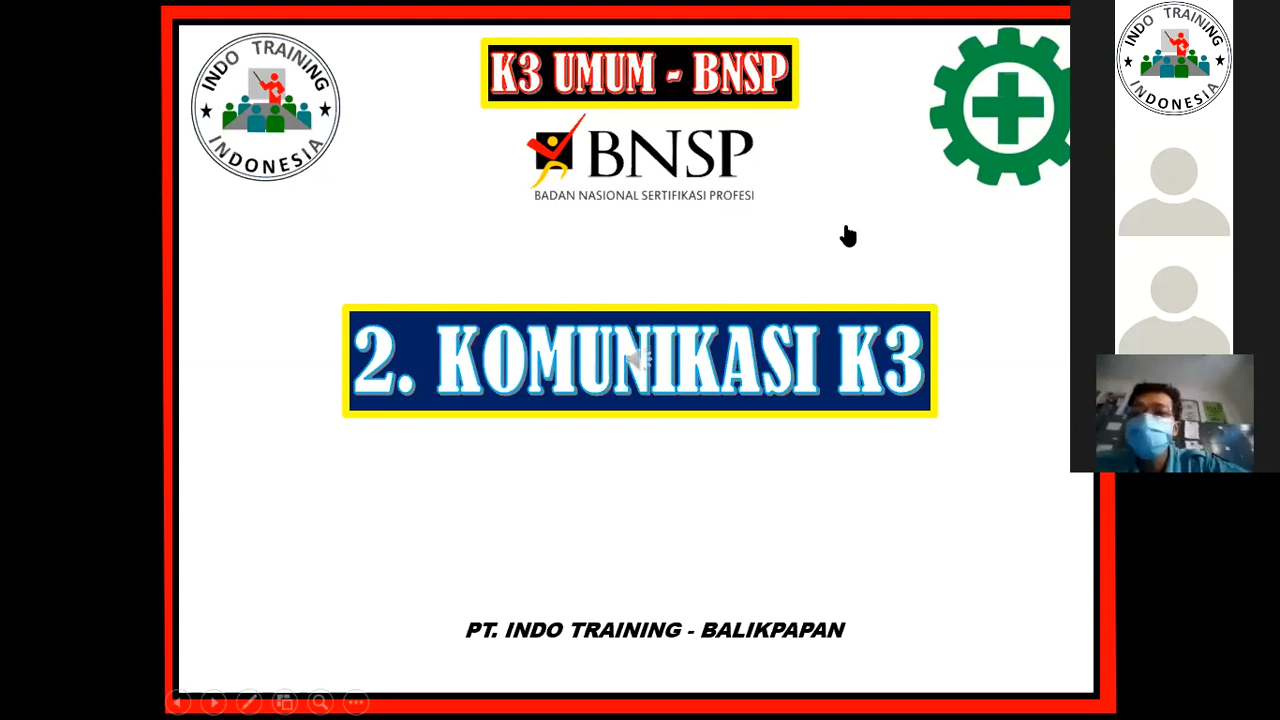 INDO TRAINING
INDONESIA
K3 UMUM - BNSP
BNSP
BADAN NASIONAL SERTIFIKASI PROFESI
2. KOMUNIKASI K3
PT. INDO TRAINING - BALIKPAPAN
INDO TRAINING
INDONESIA